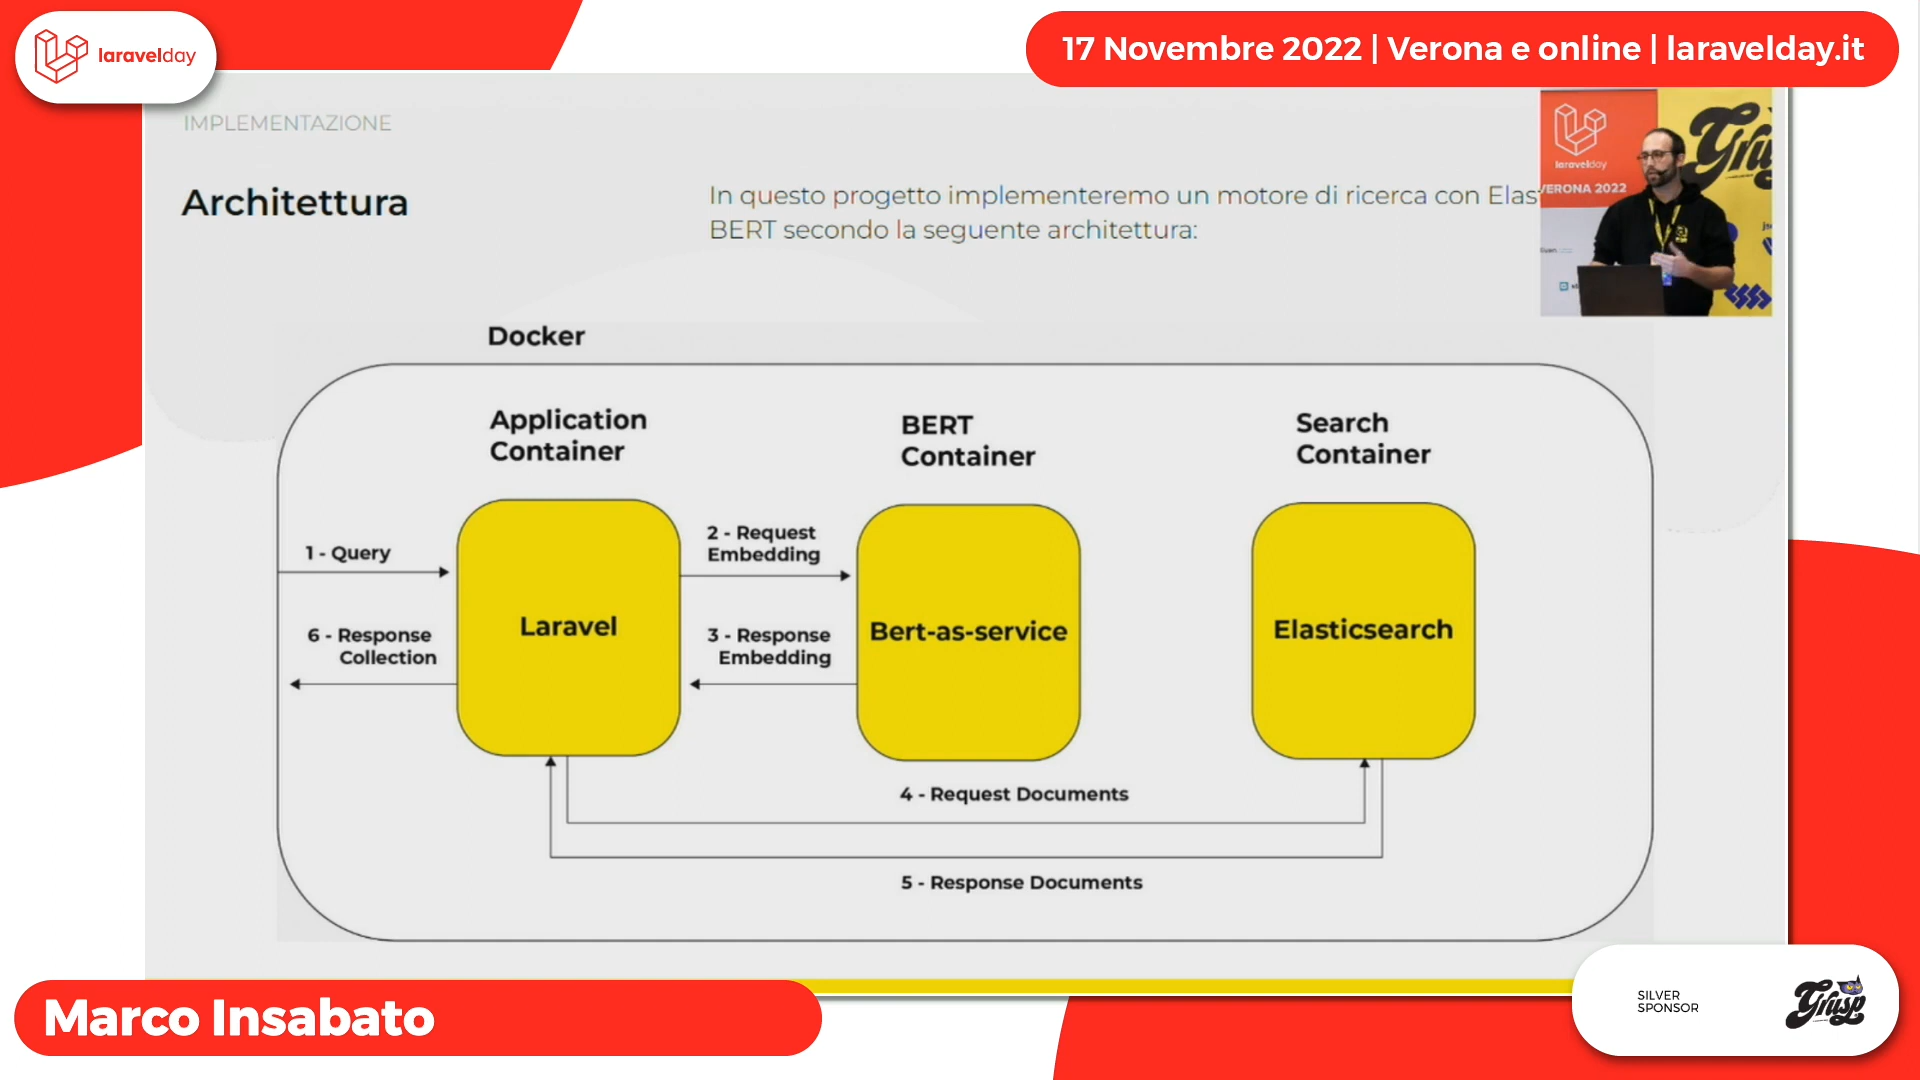 laravelday
17 Novembre 2022 | Verona e online | laravelday.it
IMPLEMENTAZIONE
Architettura
In questo progetto implementeremo un motore di ricerca con Elas
BERT secondo la seguente architettura:
laravelday
VERONA 2022
Docker
Application
Container
BERT
Container
Search
Container
1 - Query
2 - Request
Embedding
6 - Response
Collection
3 - Response
Embedding
Laravel
Bert-as-service
Elasticsearch
4 - Request Documents
5 - Response Documents
Marco Insabato
SILVER
SPONSOR
Grusp